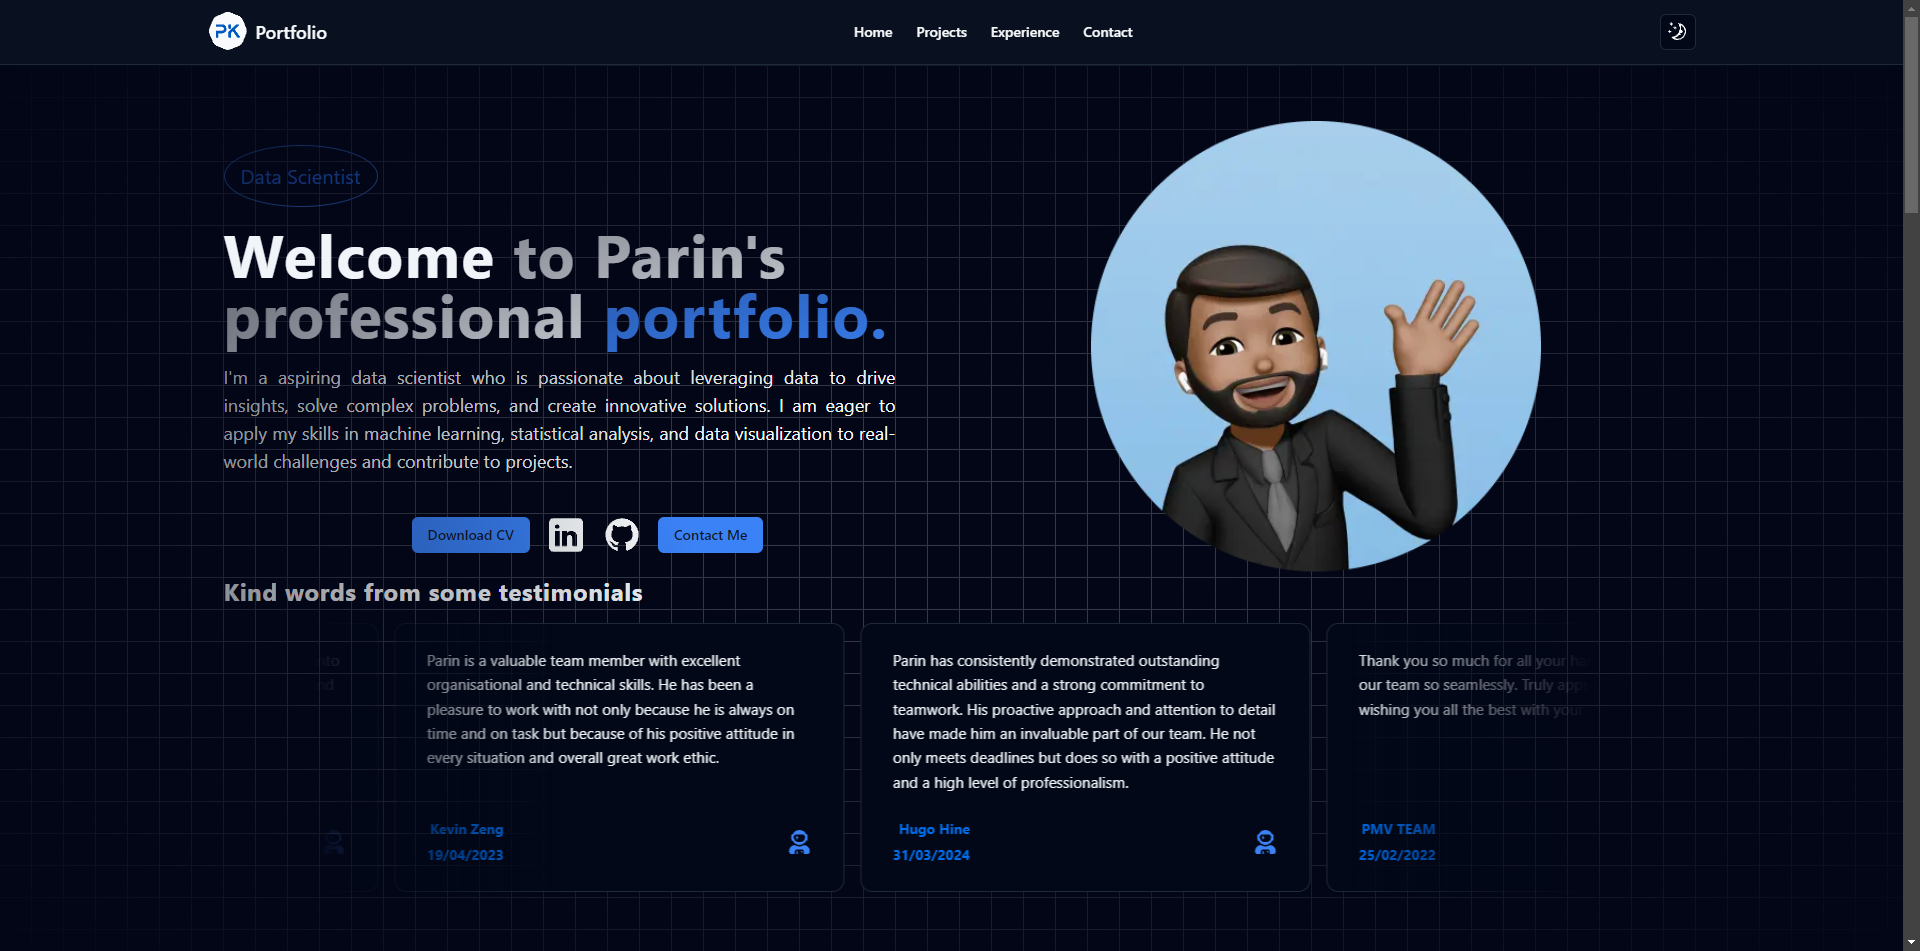 PK Portfolio
Home Projects Experience Contact
Data Scientist
Welcome to Parin's
professional portfolio.
I'm a aspiring data scientist who is passionate about leveraging data to drive
insights, solve complex problems, and create innovative solutions. I am eager to
apply my skills in machine learning, statistical analysis, and data visualization to real-
world challenges and contribute to projects.
Download CV
in
Contact Me
Kind words from some testimonials
Parin is a valuable team member with excellent
organisational and technical skills. He has been a
pleasure to work with not only because he is always on
time and on task but because of his positive attitude in
every situation and overall great work ethic.
Kevin Zeng
19/04/2023
Parin has consistently demonstrated outstanding
technical abilities and a strong commitment to
teamwork. His proactive approach and attention to detail
have made him an invaluable part of our team. He not
only meets deadlines but does so with a positive attitude
and a high level of professionalism.
Hugo Hine
31/03/2024
Thank you so much for all your
our team so seamlessly. Truly
wishing you all the best with
PMV TEAM
25/02/2022